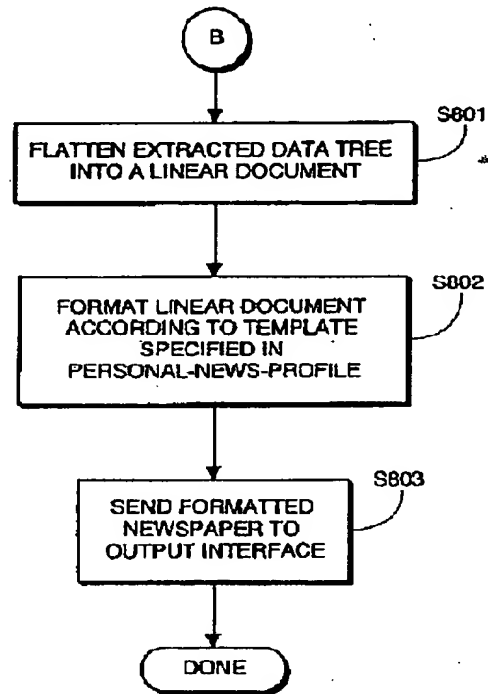 B
S801
FLATTEN EXTRACTED DATA TREE
INTO A LINEAR DOCUMENT
S802
FORMAT LINEAR DOCUMENT
ACCORDING TO TEMPLATE
SPECIFIED IN
PERSONAL-NEWS-PROFILE
S803
SEND FORMATTED
NEWSPAPER TO
OUTPUT INTERFACE
DONE